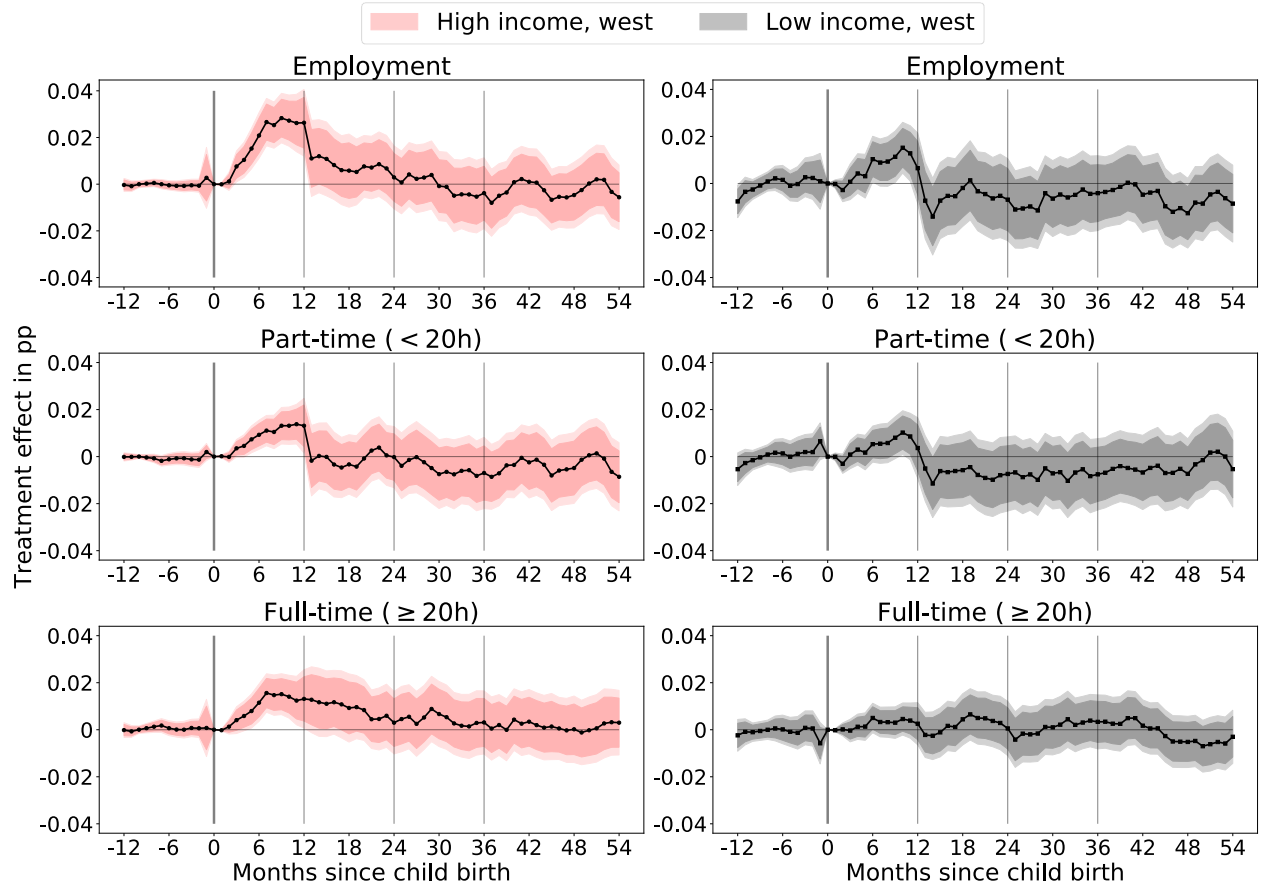 High income, west Low income, west
Employment
0.04
0.02
0
-0.02
-0.04
-12 -6 0 6 12 18 24 30 36 42 48 54
Employment
0.04
0.02
0
-0.02
-0.04
-12 -6 0 6 12 18 24 30 36 42 48 54
Treatment effect in pp
Part-time ( < 20h)
0.04
0.02
0
-0.02
-0.04
-12 -6 0 6 12 18 24 30 36 42 48 54
Part-time ( < 20h)
0.04
0.02
0
-0.02
-0.04
-12 -6 0 6 12 18 24 30 36 42 48 54
Full-time ( ≥ 20h)
0.04
0.02
0
-0.02
-0.04
-12 -6 0 6 12 18 24 30 36 42 48 54
Months since child birth
Full-time ( ≥ 20h)
0.04
0.02
0
-0.02
-0.04
-12 -6 0 6 12 18 24 30 36 42 48 54
Months since child birth